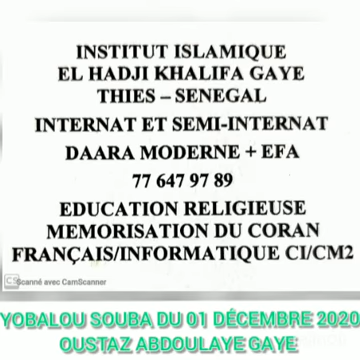 INSTITUT ISLAMIQUE
EL HADJI KHALIFA GAYE
THIES – SENEGAL
INTERNAT ET SEMI-INTERNAT
DAARA MODERNE + EFA
77 647 97 89
EDUCATION RELIGIEUSE
MEMORISATION DU CORAN
FRANÇAIS/INFORMATIQUE CI/CM2
CS Scanné avec CamScanner
YOBALOU SOUBA DU 01 DÉCEMBRE 2020
OUSTAZ ABDOULAYE GAYE